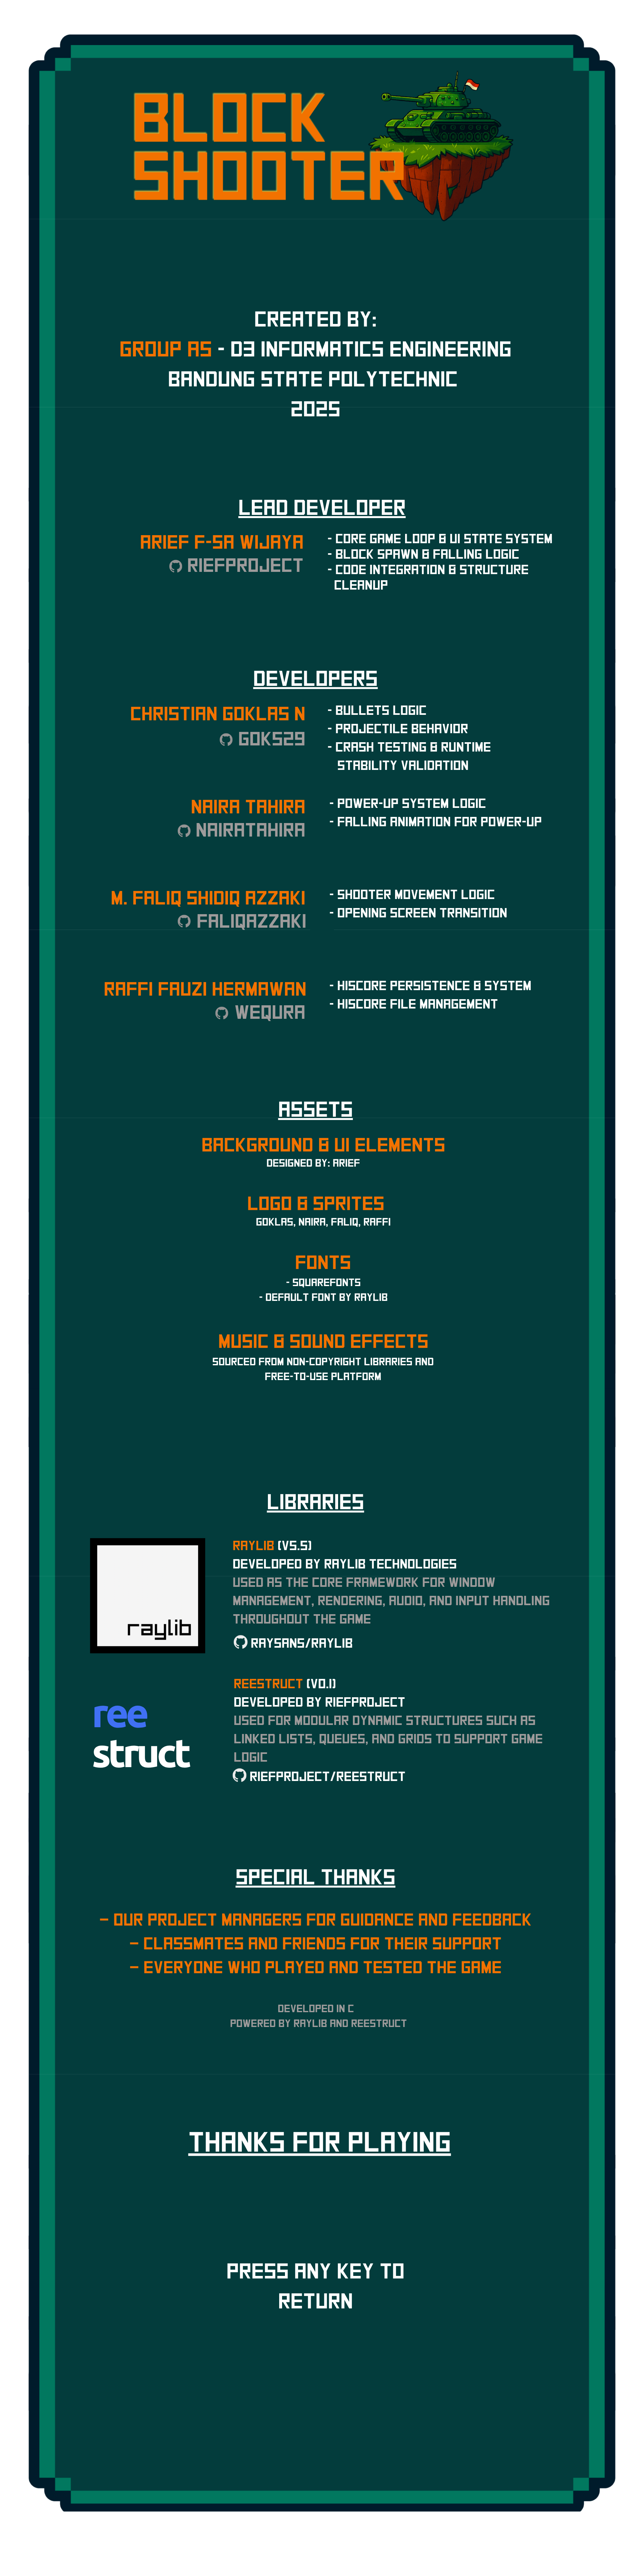 BLOCK
SHOOTER
CREATED BY:
GROUP A5 - D3 INFORMATICS ENGINEERING
BANDUNG STATE POLYTECHNIC
2025
LEAD DEVELOPER
ARIEF F-SA WIJAYA
RIEFPROJECT
- CORE GAME LOOP & UI STATE SYSTEM
- BLOCK SPAWN & FALLING LOGIC
- CODE INTEGRATION & STRUCTURE
CLEANUP
DEVELOPERS
CHRISTIAN GOKLAS N
GOKS29
- BULLETS LOGIC
- PROJECTILE BEHAVIOR
- CRASH TESTING & RUNTIME
STABILITY VALIDATION
NAIRA TAHIRA
NAIRATAHIRA
- POWER-UP SYSTEM LOGIC
- FALLING ANIMATION FOR POWER-UP
M. FALIQ SHIDIQ AZZAKI
FALIQAZZAKI
- SHOOTER MOVEMENT LOGIC
- OPENING SCREEN TRANSITION
RAFFI FAUZI HERMAWAN
WEQURA
- HISCORE PERSISTENCE & SYSTEM
- HISCORE FILE MANAGEMENT
ASSETS
BACKGROUND & UI ELEMENTS
DESIGNED BY: ARIEF
LOGO & SPRITES
GOKLAS, NAIRA, FALIQ, RAFFI
FONTS
- SQUAREFONTS
- DEFAULT FONT BY RAYLIB
MUSIC & SOUND EFFECTS
SOURCED FROM NON-COPYRIGHT LIBRARIES AND
FREE-TO-USE PLATFORM
LIBRARIES
raylib
RAYLIB (V5.5)
DEVELOPED BY RAYLIB TECHNOLOGIES
USED AS THE CORE FRAMEWORK FOR WINDOW
MANAGEMENT, RENDERING, AUDIO, AND INPUT HANDLING
THROUGHOUT THE GAME
RAYSAN5/RAYLIB
ree
struct
REESTRUCT (V0.1)
DEVELOPED BY RIEFPROJECT
USED FOR MODULAR DYNAMIC STRUCTURES SUCH AS
LINKED LISTS, QUEUES, AND GRIDS TO SUPPORT GAME
LOGIC
RIEFPROJECT/REESTRUCT
SPECIAL THANKS
– OUR PROJECT MANAGERS FOR GUIDANCE AND FEEDBACK
– CLASSMATES AND FRIENDS FOR THEIR SUPPORT
– EVERYONE WHO PLAYED AND TESTED THE GAME
DEVELOPED IN C
POWERED BY RAYLIB AND REESTRUCT
THANKS FOR PLAYING
PRESS ANY KEY TO
RETURN